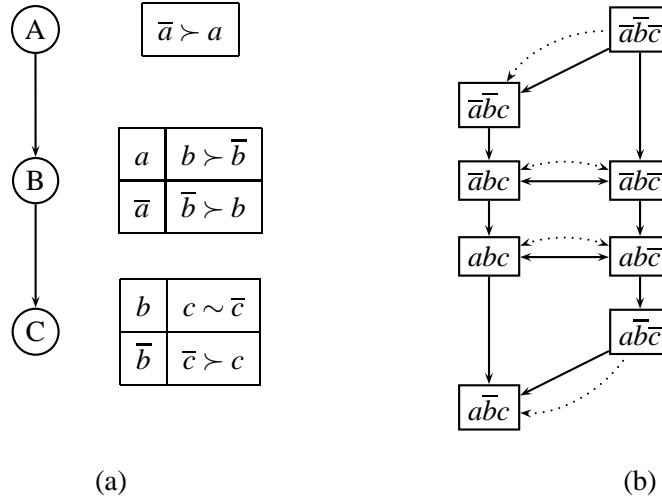 A
a̅ ≻ a
B
a b ≻ b̅
a̅ b̅ ≻ b
C
b c ∼ c̅
b̅ c̅ ≻ c
(a)
a̅b̅c̅
a̅b̅c
a̅bc a̅bc̅
abc abc̅
ab̅c̅
ab̅c
(b)